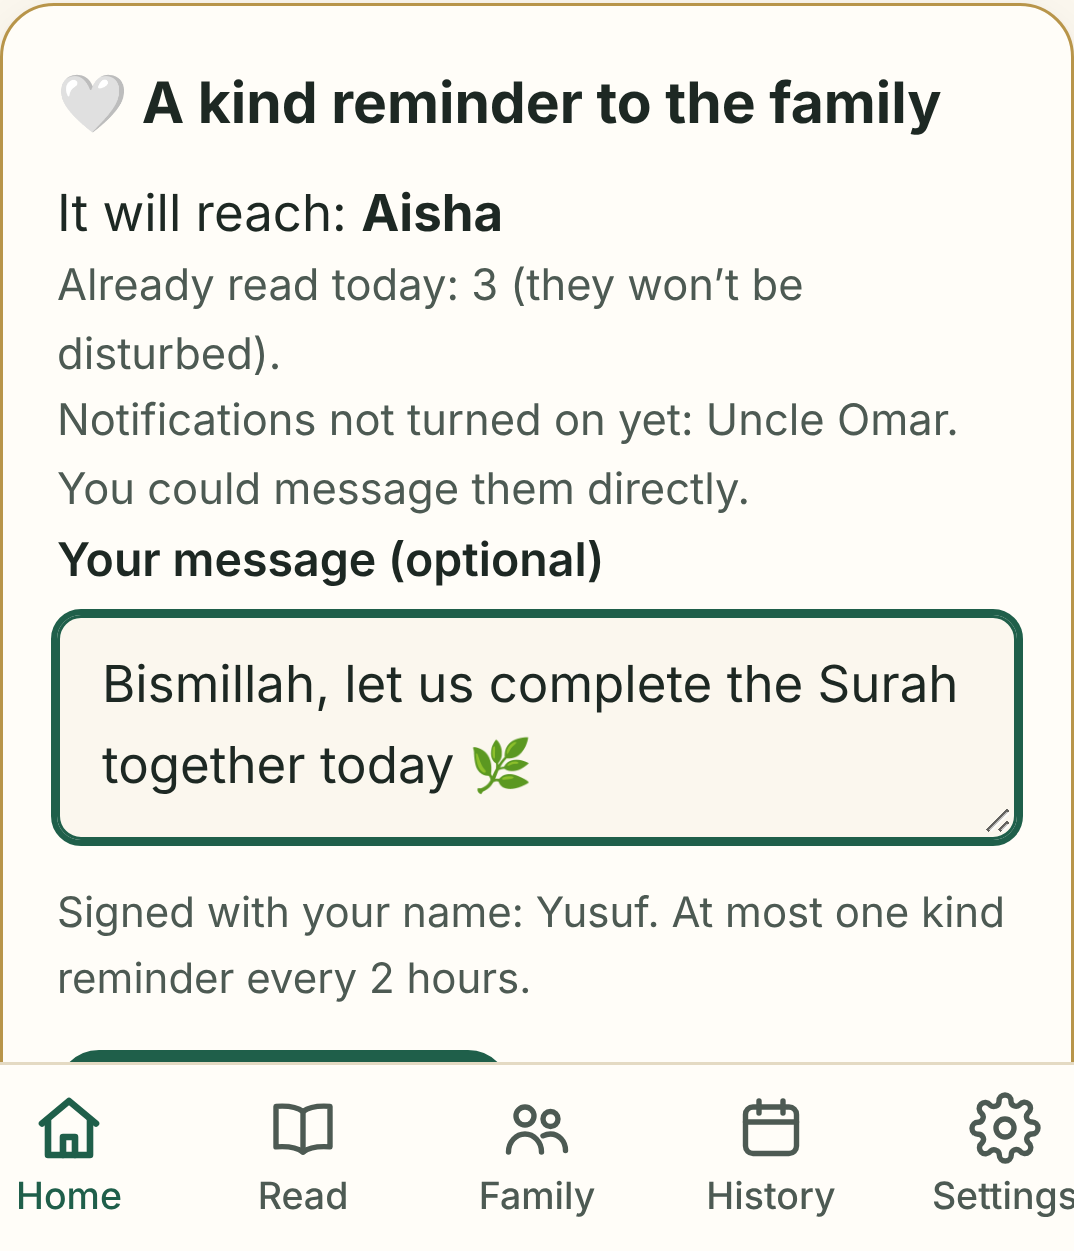 🤍 A kind reminder to the family
It will reach: Aisha
Already read today: 3 (they won’t be
disturbed).
Notifications not turned on yet: Uncle Omar.
You could message them directly.
Your message (optional)
Bismillah, let us complete the Surah
together today 🌿
Signed with your name: Yusuf. At most one kind
reminder every 2 hours.
Home Read Family History Settings